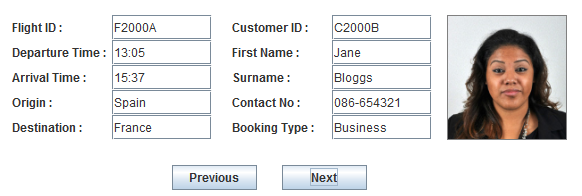 Flight ID : F2000A Customer ID : C2000B
Departure Time : 13:05 First Name : Jane
Arrival Time : 15:37 Surname : Bloggs
Origin : Spain Contact No : 086-654321
Destination : France Booking Type : Business
Previous Next